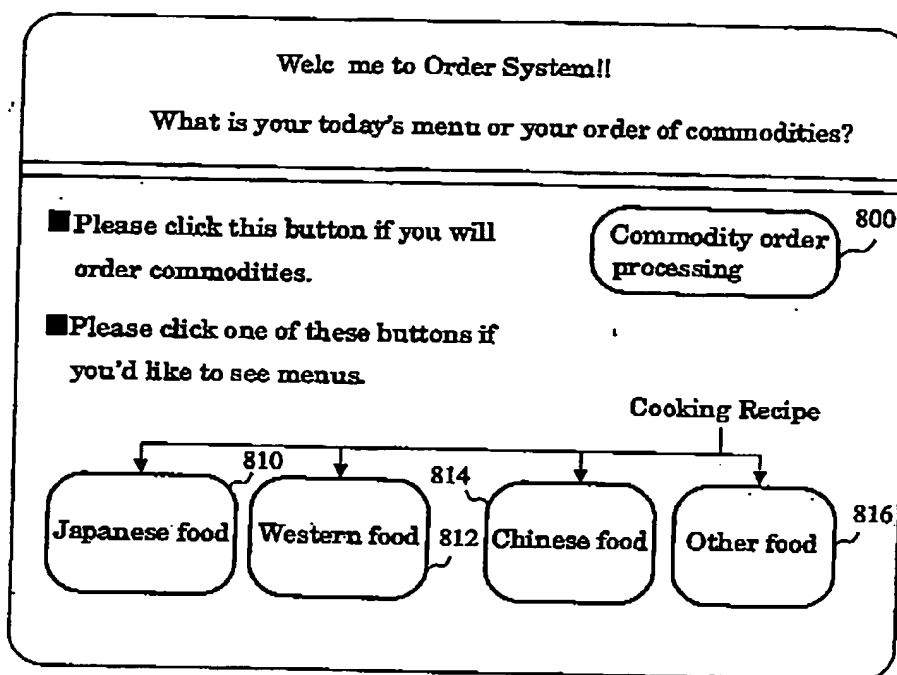 Welc me to Order System!!
What is your today's menu or your order of commodities?
■Please click this button if you will
order commodities.
Commodity order
processing
800
■Please click one of these buttons if
you'd like to see menus.
Cooking Recipe
810
814
Japanese food
Western food
812
Chinese food
Other food
816